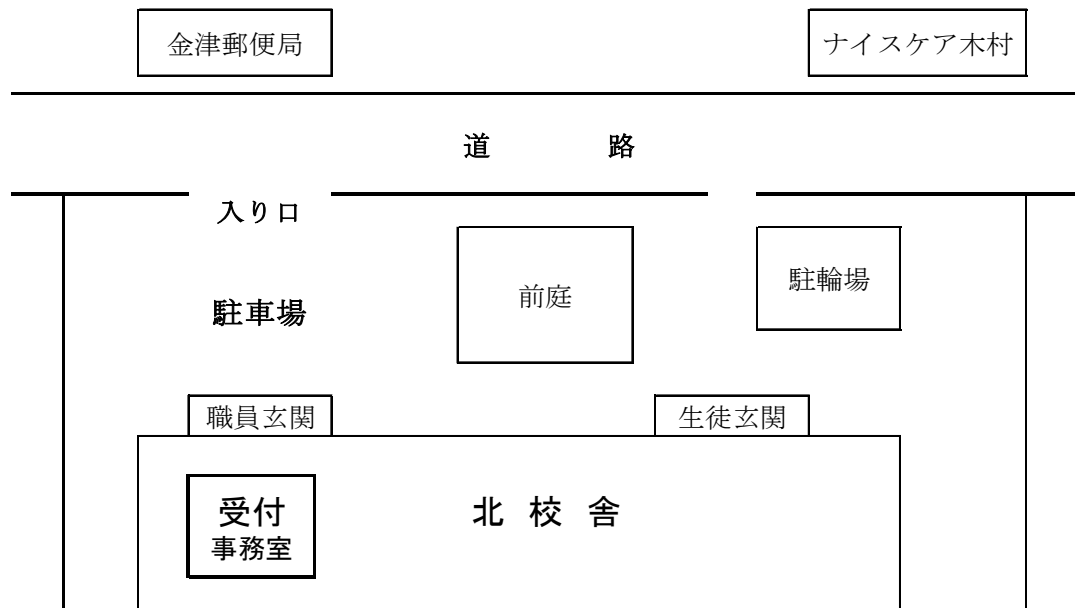 金津郵便局
ナイスケア木村
道 路
入り口
前庭
駐輪場
駐車場
職員玄関
生徒玄関
受付
事務室
北校舎